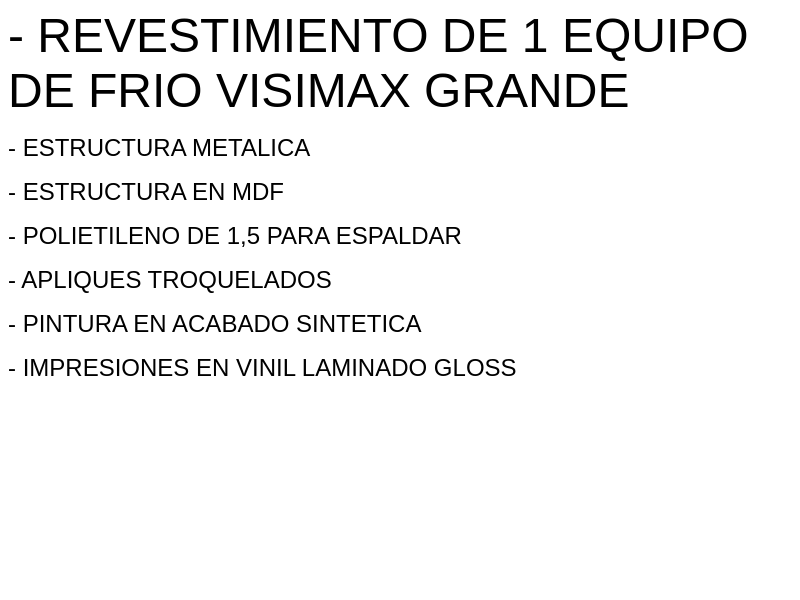 - REVESTIMIENTO DE 1 EQUIPO
DE FRIO VISIMAX GRANDE
- ESTRUCTURA METALICA
- ESTRUCTURA EN MDF
- POLIETILENO DE 1,5 PARA ESPALDAR
- APLIQUES TROQUELADOS
- PINTURA EN ACABADO SINTETICA
- IMPRESIONES EN VINIL LAMINADO GLOSS